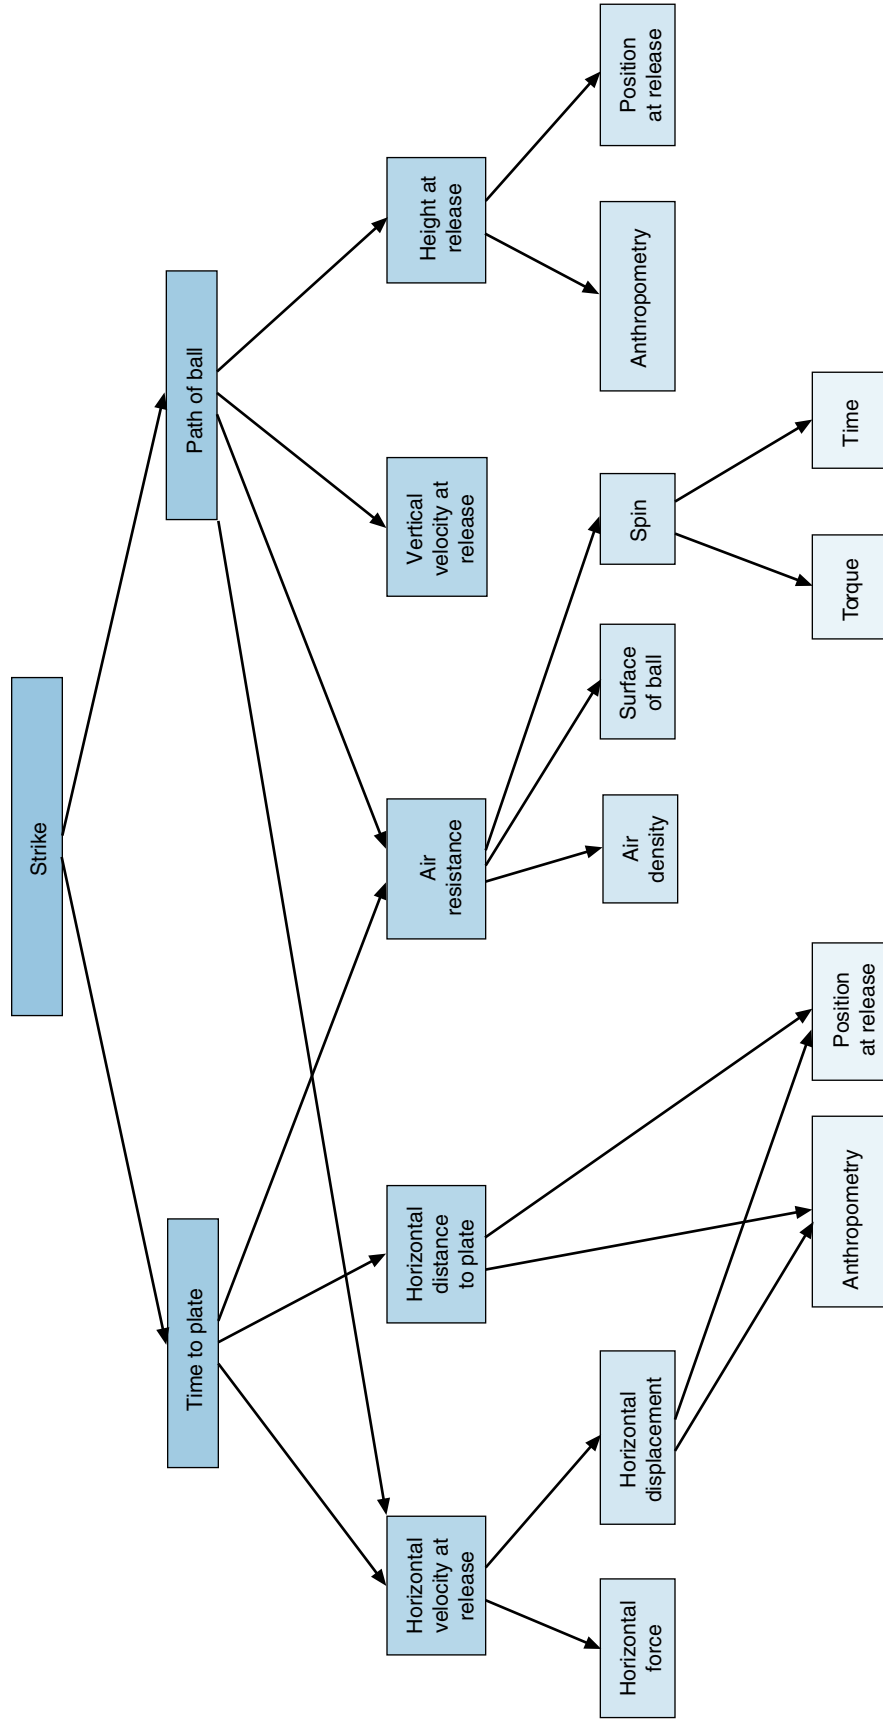 Strike
Time to plate
Path of ball
Horizontal
velocity at
release
Horizontal
distance
to plate
Air
resistance
Vertical
velocity at
release
Height at
release
Horizontal
force
Horizontal
displacement
Air
density
Surface
of ball
Spin
Anthropometry
Position
at release
Anthropometry
Position
at release
Torque
Time